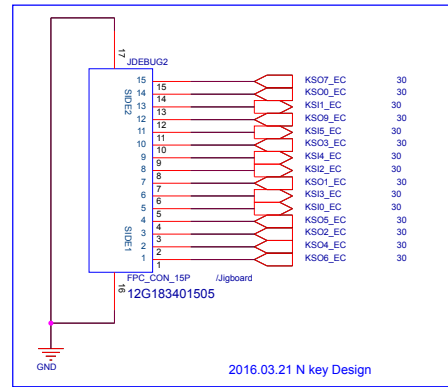 17
JDEBUG2
15 15 KSO7_EC 30
14 14 KSO0_EC 30
13 13 KSI1_EC 30
12 12 KSO9_EC 30
11 11 KSI5_EC 30
10 10 KSO3_EC 30
9 9 KSI4_EC 30
8 8 KSI2_EC 30
7 7 KSO1_EC 30
6 6 KSI3_EC 30
5 5 KSI0_EC 30
4 4 KSO5_EC 30
3 3 KSO2_EC 30
2 2 KSO4_EC 30
1 1 KSO6_EC 30
SIDE2
SIDE1
FPC_CON_15P /Jigboard
16
12G183401505
GND
2016.03.21 N key Design